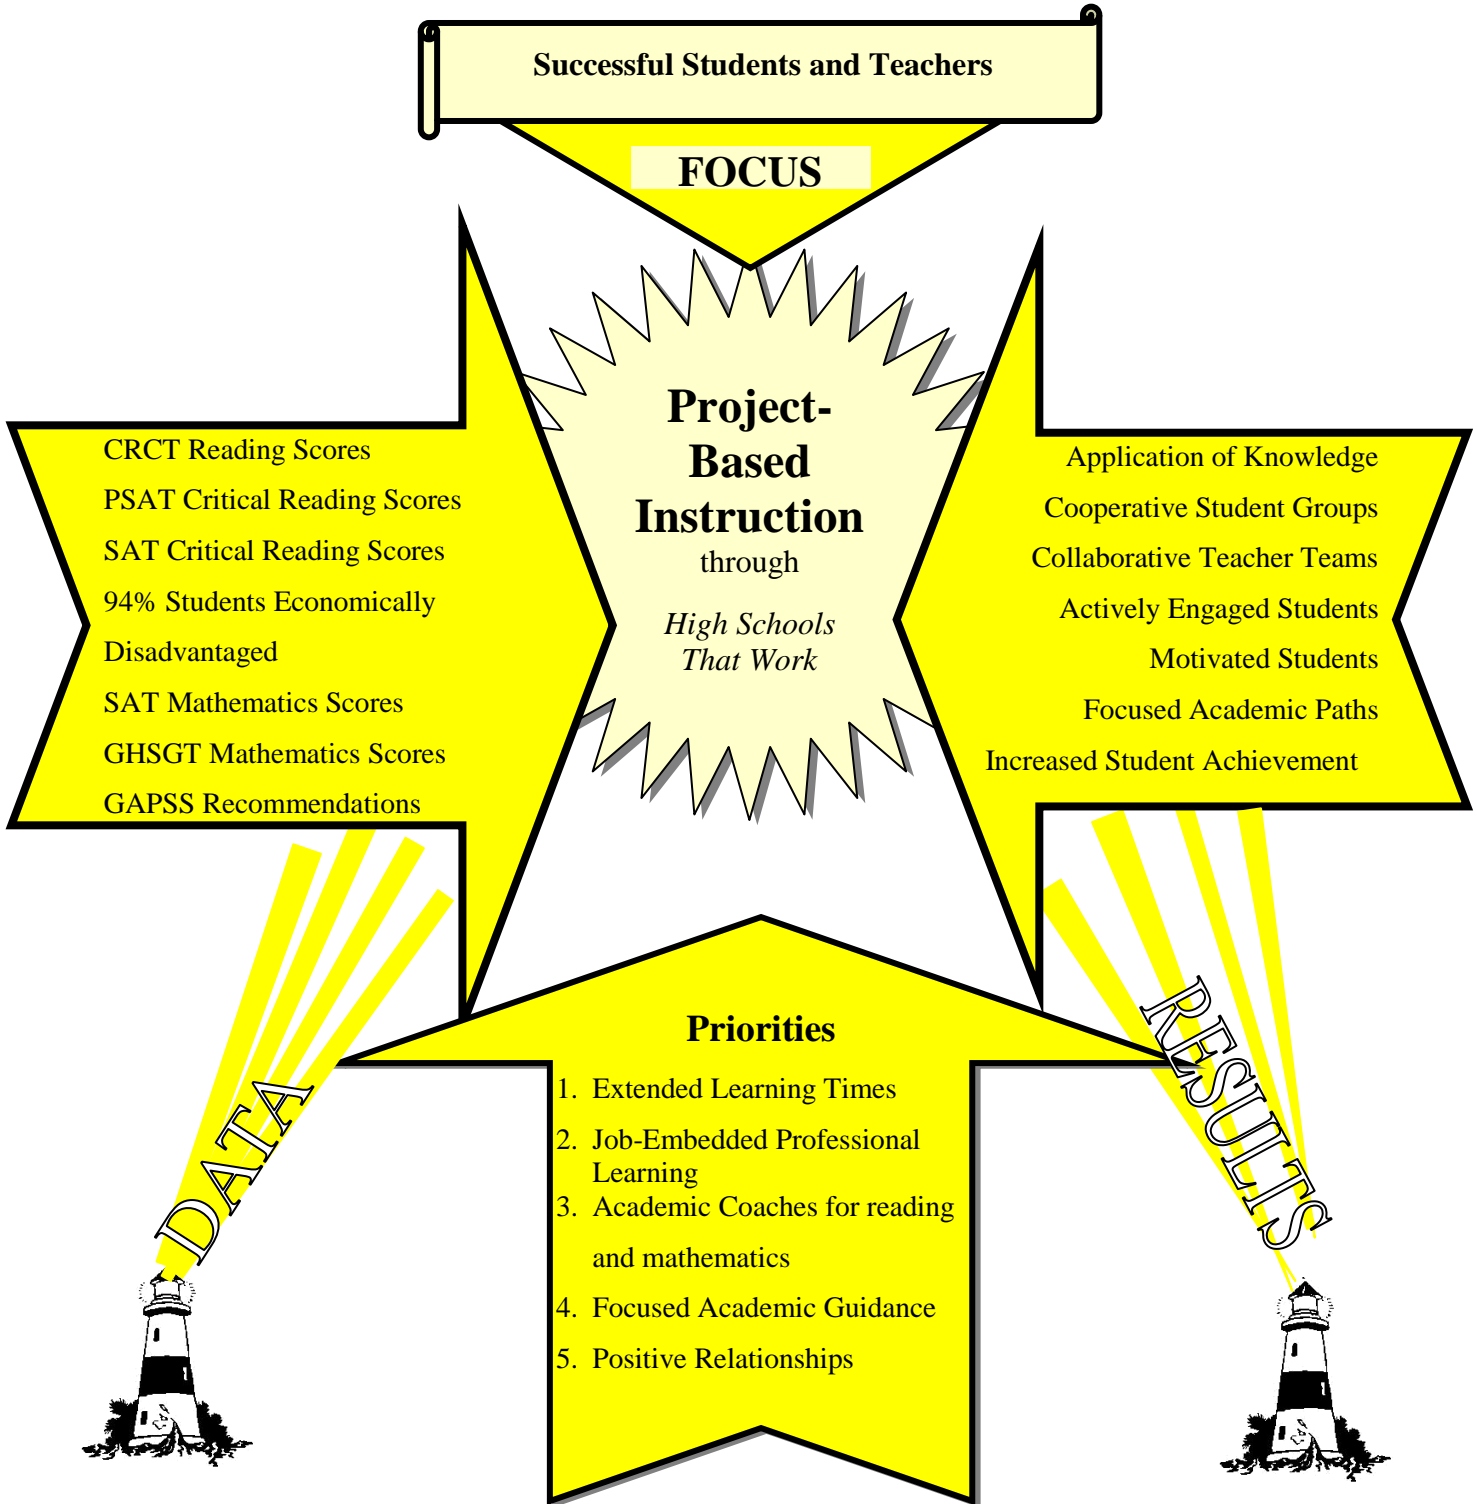 Successful Students and Teachers
FOCUS
Project-
Based
Instruction
through
High Schools
That Work
CRCT Reading Scores
PSAT Critical Reading Scores
SAT Critical Reading Scores
94% Students Economically
Disadvantaged
SAT Mathematics Scores
GHSGT Mathematics Scores
GAPSS Recommendations
Application of Knowledge
Cooperative Student Groups
Collaborative Teacher Teams
Actively Engaged Students
Motivated Students
Focused Academic Paths
Increased Student Achievement
DATA
RESULTS
Priorities
1. Extended Learning Times
2. Job-Embedded Professional
Learning
3. Academic Coaches for reading
and mathematics
4. Focused Academic Guidance
5. Positive Relationships